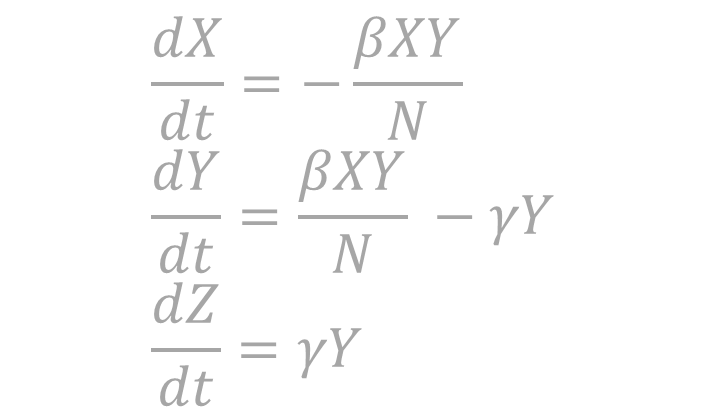 dX/dt = − βXY/N
dY/dt = βXY/N − γY
dZ/dt = γY